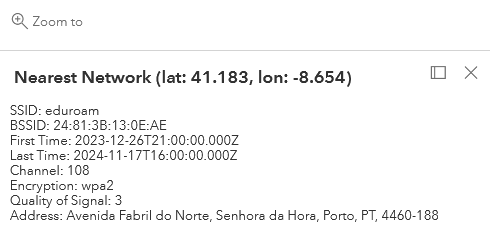 Zoom to
Nearest Network (lat: 41.183, lon: -8.654)
SSID: eduroam
BSSID: 24:81:3B:13:0E:AE
First Time: 2023-12-26T21:00:00.000Z
Last Time: 2024-11-17T16:00:00.000Z
Channel: 108
Encryption: wpa2
Quality of Signal: 3
Address: Avenida Fabril do Norte, Senhora da Hora, Porto, PT, 4460-188